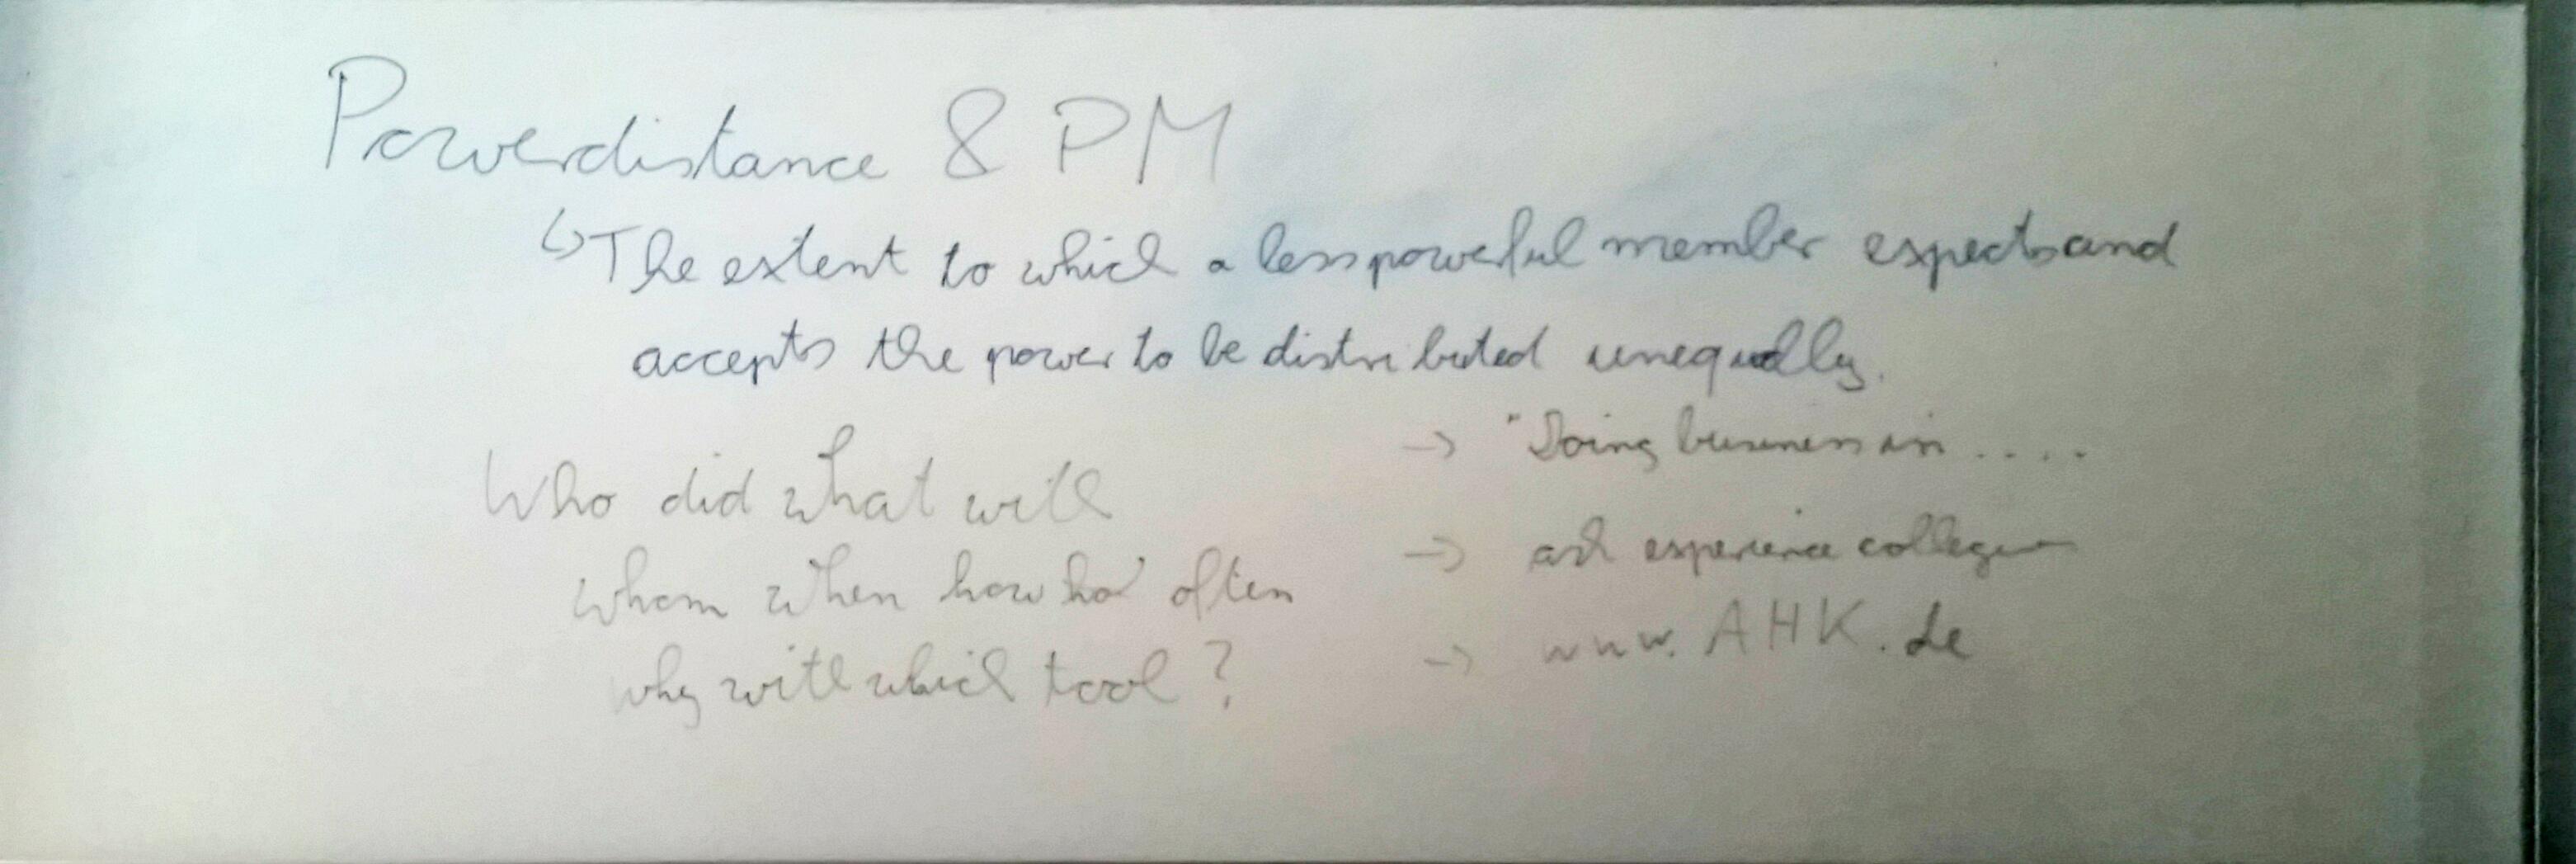 Powerdistance & PM
↳ The extent to which a less powerful member expects and
accepts the power to be distributed unequally.
Who did what with
whom when how often
why with which tool?
→ "Doing business in ....
→ ask experience
→ www.AHK.de